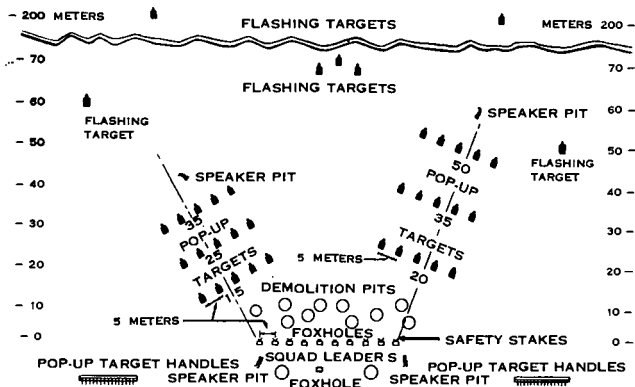 - 200 METERS
FLASHING TARGETS
METERS 200 -
- 70
70 -
FLASHING TARGETS
- 60
60 -
SPEAKER PIT
FLASHING
TARGET
- 50
50 -
50
FLASHING
TARGET
SPEAKER PIT
- 40
40 -
POP-UP
35
35
- 30
30 -
POP-UP
TARGETS
25
5 METERS
- 20
20 -
TARGETS
20
DEMOLITION PITS
15
- 10
10 -
5 METERS
FOXHOLES
- 0
SAFETY STAKES
0 -
SQUAD LEADERS
POP-UP TARGET HANDLES
POP-UP TARGET HANDLES
SPEAKER PIT
FOXHOLE
SPEAKER PIT